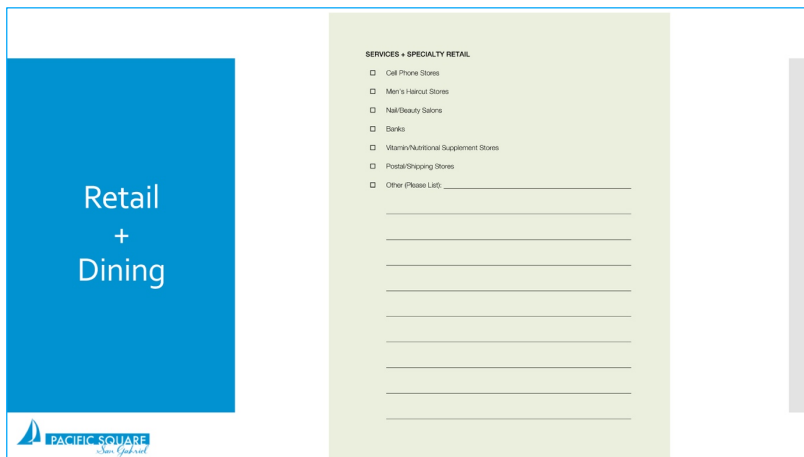 Retail
+
Dining
PACIFIC SQUARE
San Gabriel
SERVICES + SPECIALTY RETAIL
Cell Phone Stores
Men's Haircut Stores
Nail/Beauty Salons
Banks
Vitamin/Nutritional Supplement Stores
Postal/Shipping Stores
Other (Please List):